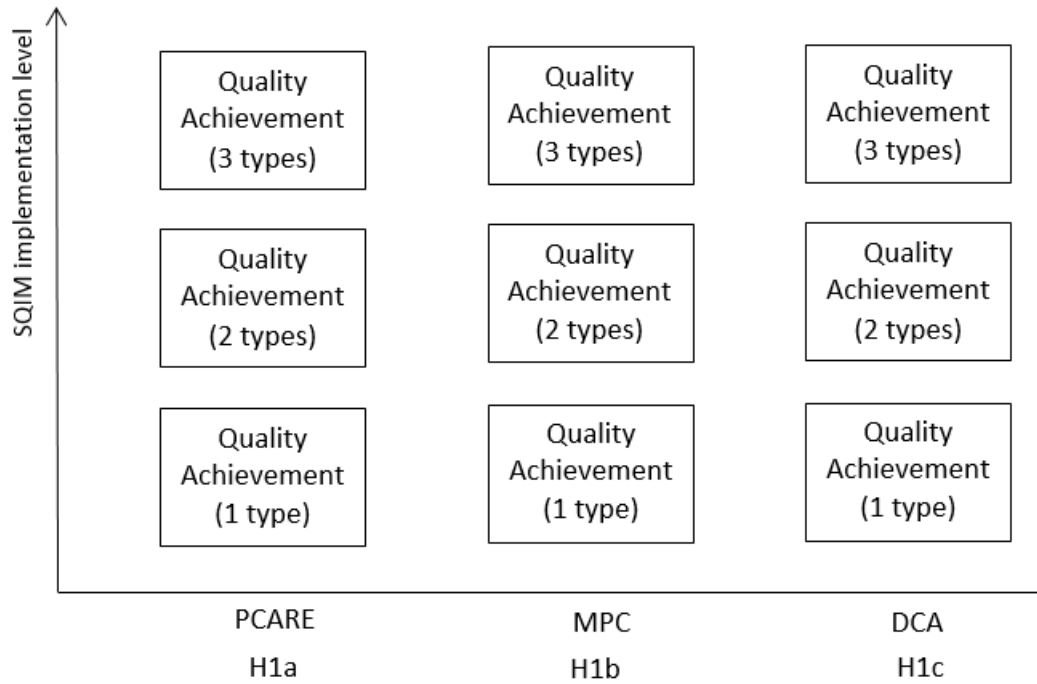 SQIM implementation level
Quality
Achievement
(3 types)
Quality
Achievement
(3 types)
Quality
Achievement
(3 types)
Quality
Achievement
(2 types)
Quality
Achievement
(2 types)
Quality
Achievement
(2 types)
Quality
Achievement
(1 type)
Quality
Achievement
(1 type)
Quality
Achievement
(1 type)
PCARE
MPC
DCA
H1a
H1b
H1c